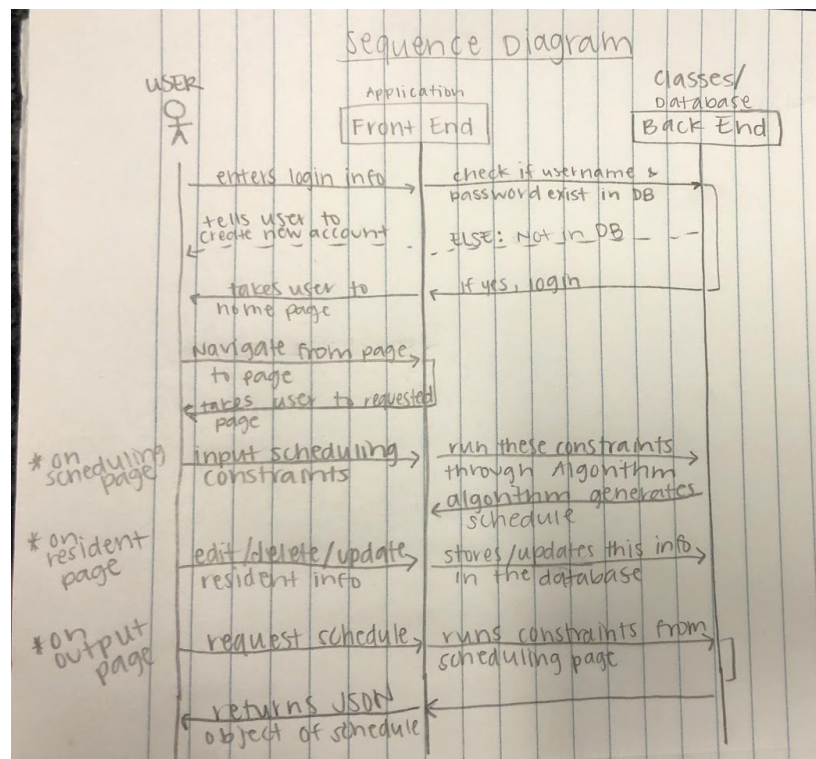 Sequence Diagram
USER
Application
Front End
Classes/
Database
Back End
enters login info
check if username &
password exist in DB
tells user to
create new account
ELSE: Not in DB
takes user to
home page
If yes, login
Navigate from page
to page
takes user to requested
page
*on
scheduling
page
input scheduling
constraints
run these constraints
through Algorithm
algorithm generates
schedule
*on
resident
page
edit/delete/update
resident info
stores/updates this info
in the database
*on
output
page
request schedule
runs constraints from
scheduling page
returns JSON
object of schedule